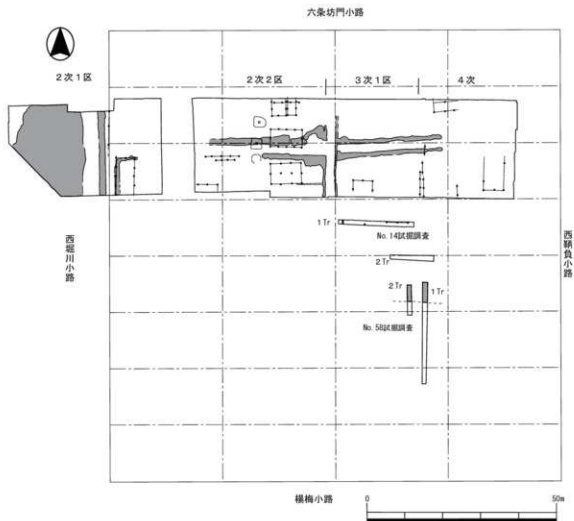 六条坊門小路
2次1区
2次2区
3次1区
4次
1Tr
No.14試掘調査
2Tr
2Tr
1Tr
No.58試掘調査
西堀川小路
西靱負小路
楊梅小路
0
50m